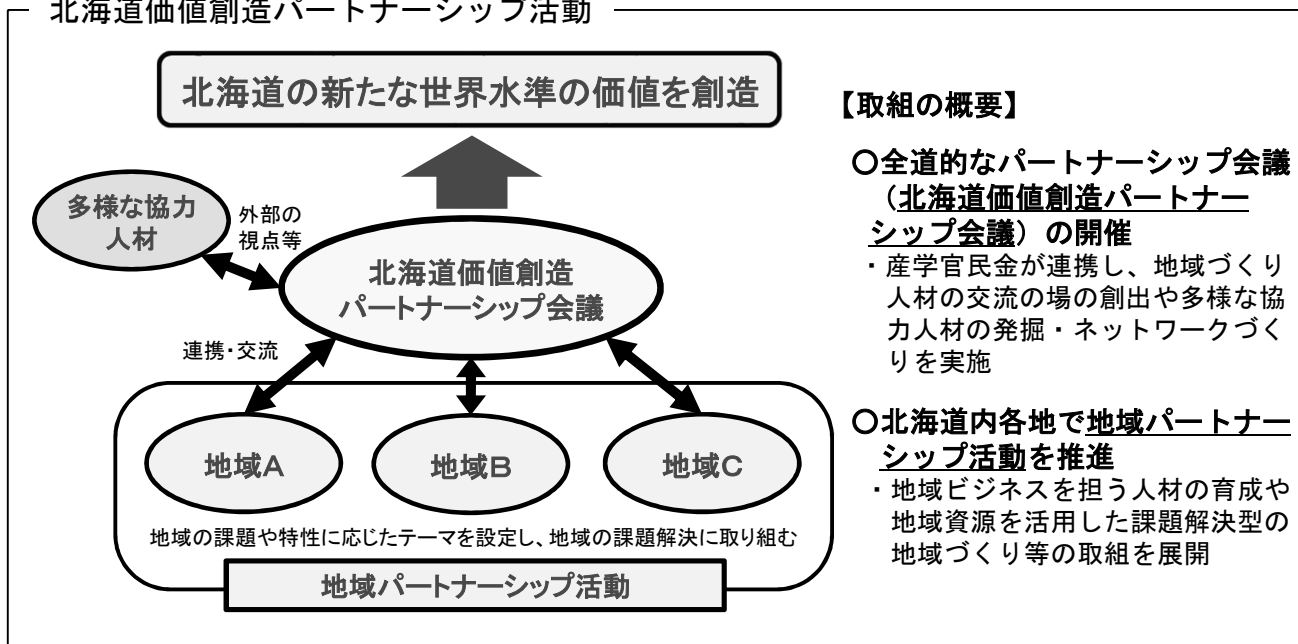 北海道価値創造パートナーシップ活動
北海道の新たな世界水準の価値を創造
多様な協力
人材
外部の
視点等
北海道価値創造
パートナーシップ会議
連携・交流
地域A
地域B
地域C
地域の課題や特性に応じたテーマを設定し、地域の課題解決に取り組む
地域パートナーシップ活動
【取組の概要】
○全道的なパートナーシップ会議
（北海道価値創造パートナー
シップ会議）の開催
・産学官民金が連携し、地域づくり
人材の交流の場の創出や多様な協
力人材の発掘・ネットワークづく
りを実施
○北海道内各地で地域パートナー
シップ活動を推進
・地域ビジネスを担う人材の育成や
地域資源を活用した課題解決型の
地域づくり等の取組を展開